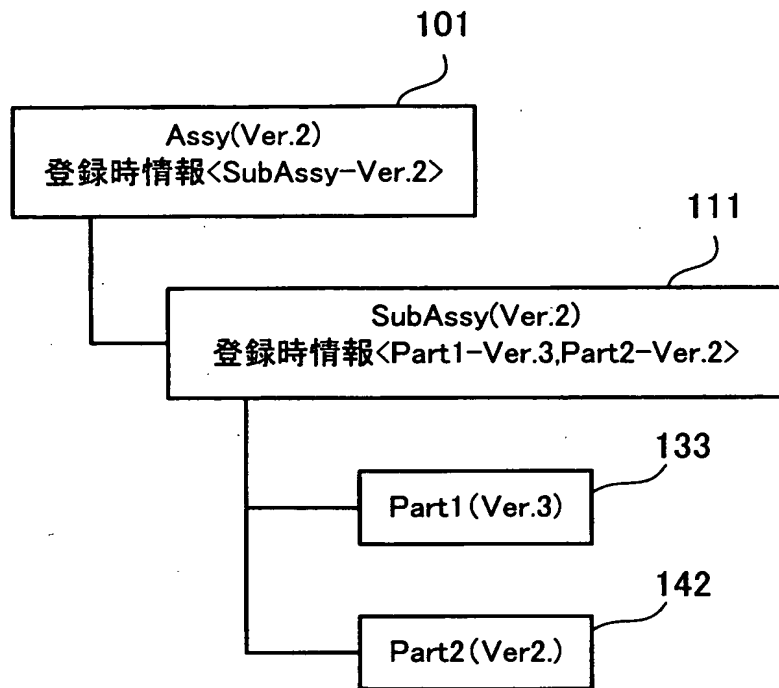 101
Assy(Ver.2)
登録時情報<SubAssy-Ver.2>
111
SubAssy(Ver.2)
登録時情報<Part1-Ver.3,Part2-Ver.2>
133
Part1(Ver.3)
142
Part2(Ver2.)